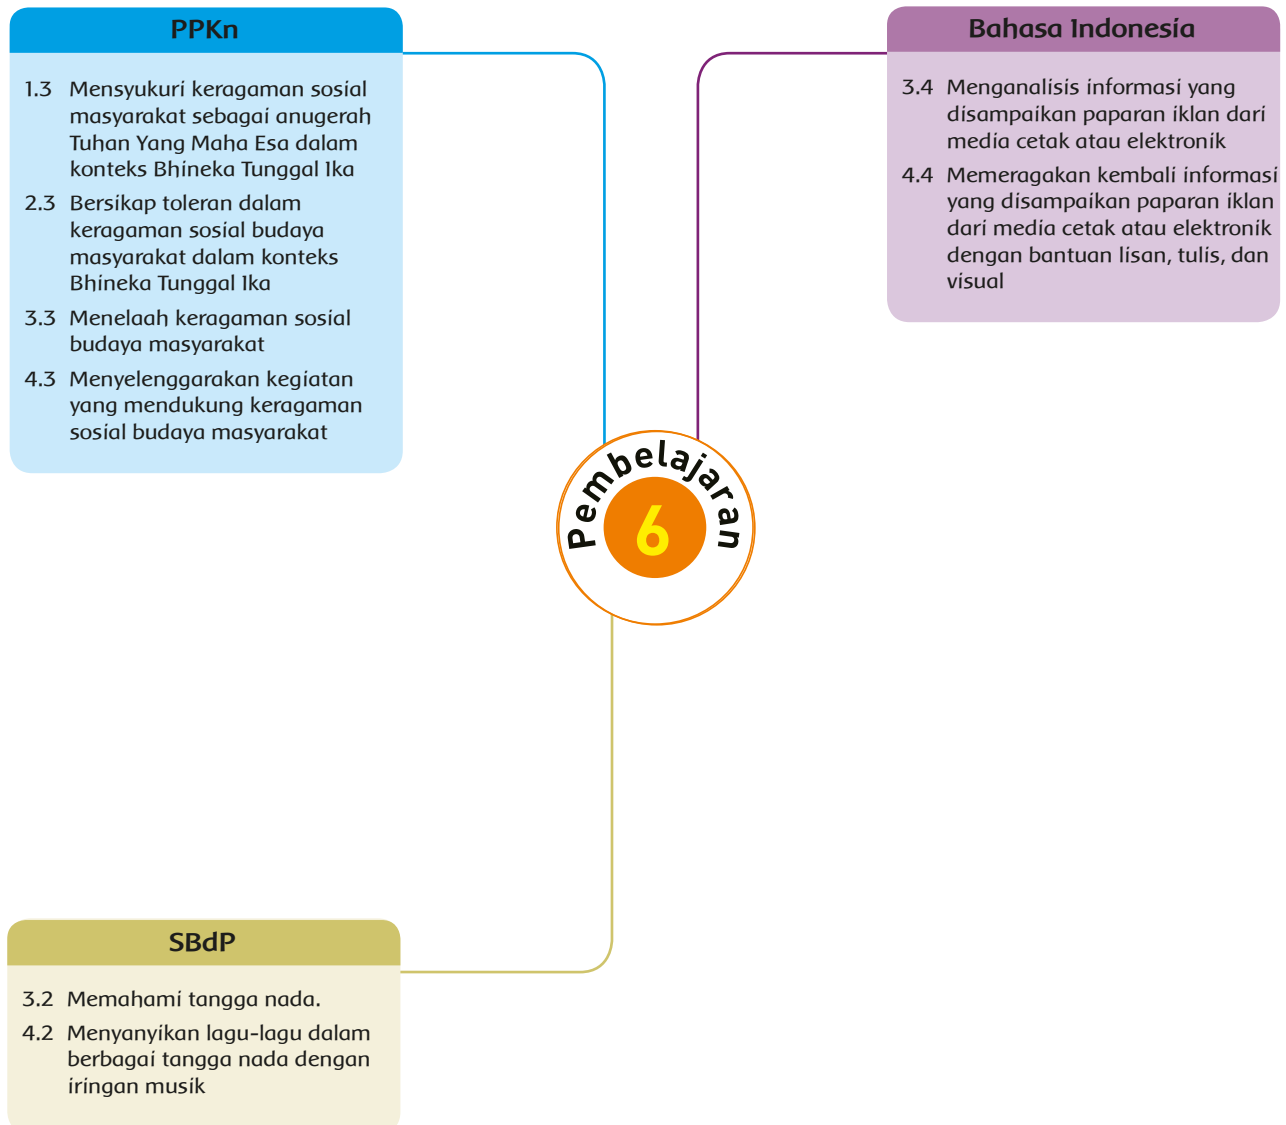 PPKn
1.3 Mensyukuri keragaman sosial
masyarakat sebagai anugerah
Tuhan Yang Maha Esa dalam
konteks Bhineka Tunggal Ika
2.3 Bersikap toleran dalam
keragaman sosial budaya
masyarakat dalam konteks
Bhineka Tunggal Ika
3.3 Menelaah keragaman sosial
budaya masyarakat
4.3 Menyelenggarakan kegiatan
yang mendukung keragaman
sosial budaya masyarakat
Bahasa Indonesia
3.4 Menganalisis informasi yang
disampaikan paparan iklan dari
media cetak atau elektronik
4.4 Memeragakan kembali informasi
yang disampaikan paparan iklan
dari media cetak atau elektronik
dengan bantuan lisan, tulis, dan
visual
Pembelajaran
6
SBdP
3.2 Memahami tangga nada.
4.2 Menyanyikan lagu-lagu dalam
berbagai tangga nada dengan
iringan musik